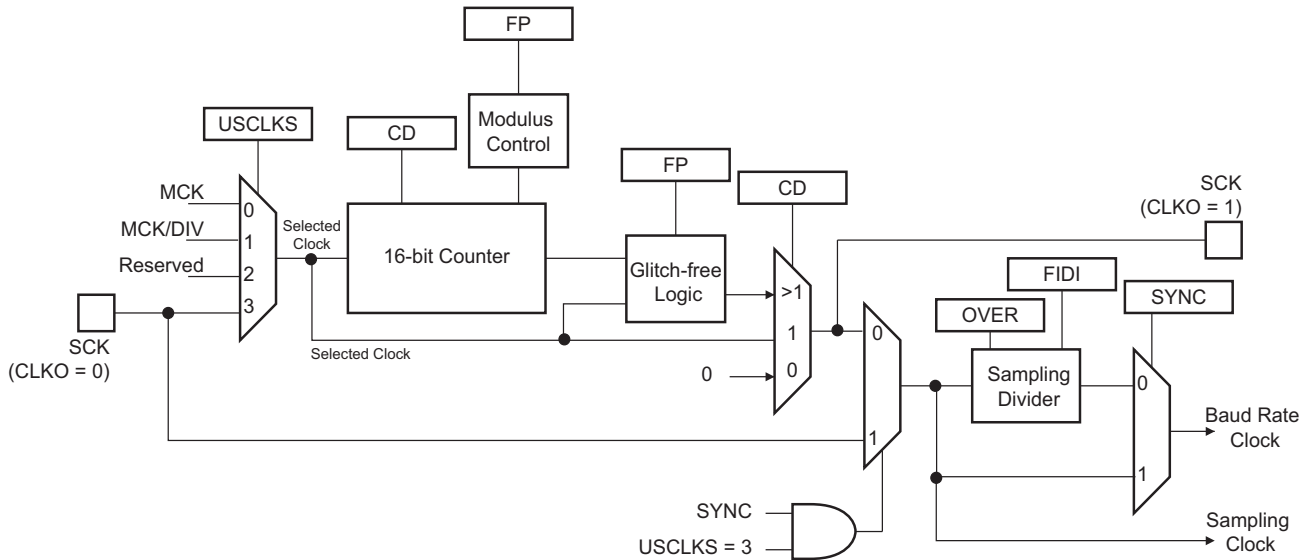 FP
USCLKS
CD
Modulus
Control
FP
CD
SCK
(CLKO = 1)
MCK
MCK/DIV
Reserved
0
1
2
3
Selected
Clock
16-bit Counter
Glitch-free
Logic
>1
1
0
0
SCK
(CLKO = 0)
Selected Clock
0
1
OVER
FIDI
SYNC
Sampling
Divider
0
1
Baud Rate
Clock
SYNC
USCLKS = 3
Sampling
Clock